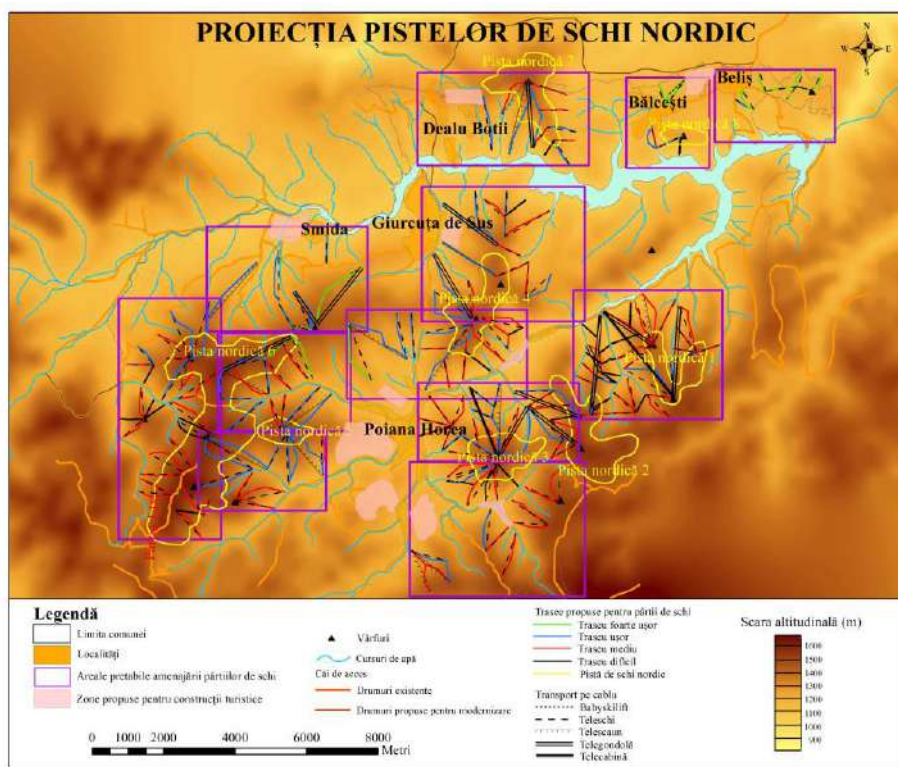 PROIECȚIA PISTELOR DE SCHI NORDIC
N
W E
S
Pista nordică 7
Beliș
Bălcești
Dealu Botii
Giurcuța de Sus
Smida
Pista nordică 4
Pista nordică 6
Pista nordică 1
Poiana Horea
Pista nordică 3
Pista nordică 2
Legendă
Limita comunei
Localități
Areale pretabile amenajării pârtiilor de schi
Zone propuse pentru construcții turistice
0 1000 2000 4000 6000 8000
Metri
Vârfuri
Cursuri de apă
Căi de acces
Drumuri existente
Drumuri propuse pentru modernizare
Trasee propuse pentru pârtii de schi
Traseu foarte ușor
Traseu ușor
Traseu mediu
Traseu dificil
Pistă de schi nordic
Transport pe cablu
Babyskilift
Teleschi
Telescaun
Telegondolă
Telecabină
Scara altitudinală (m)
1600
1500
1400
1300
1200
1100
1000
900